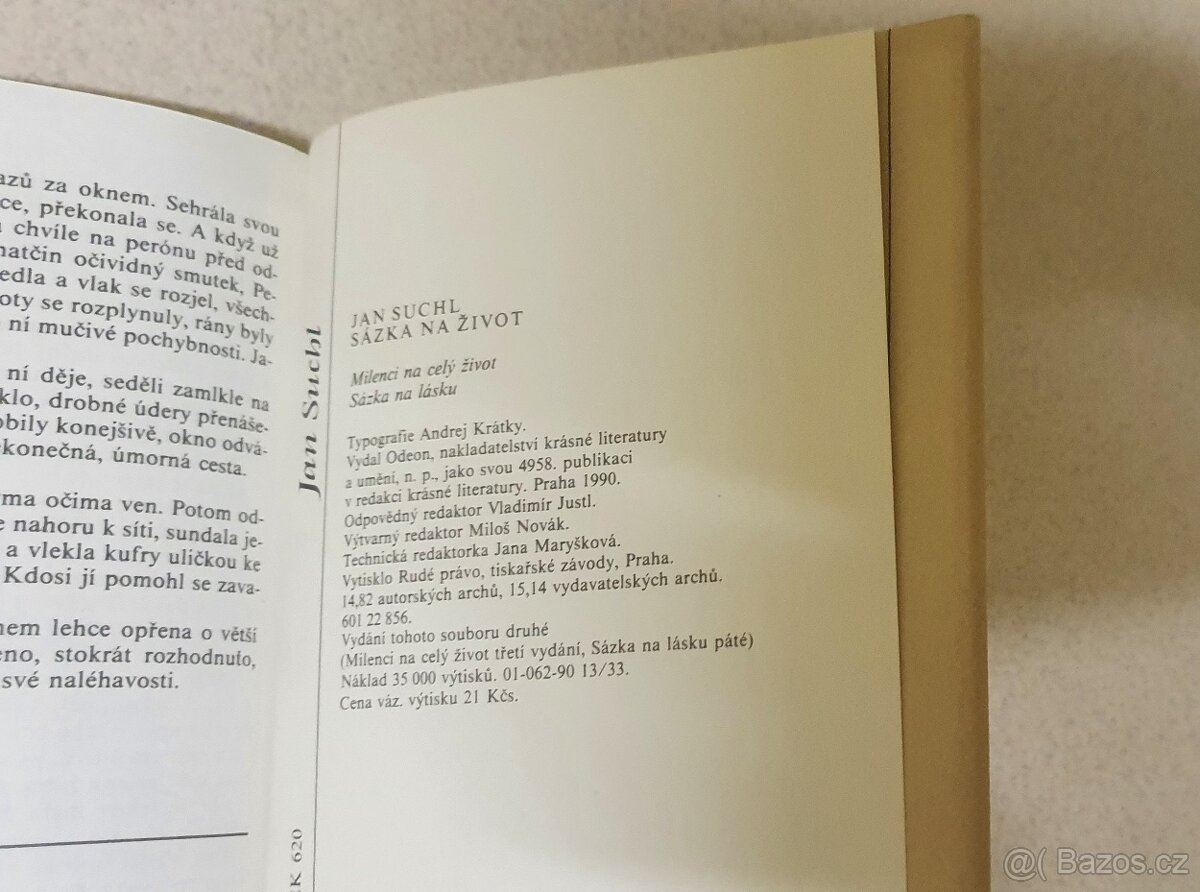 azů za oknem. Sehrála svou
ce, překonala se. A když už
chvíle na perónu před od-
matčin očividný smutek, Pe-
edla a vlak se rozjel, všech-
oty se rozplynuly, rány byly
ní mučivé pochybnosti. Ja-
ní děje, seděli zamlkle na
klo, drobné údery přenáše-
obily konejšivě, okno odvá-
ekonečná, úmorná cesta.
ma očima ven. Potom od-
e nahoru k síti, sundala je-
a vlekla kufry uličkou ke
Kdosi jí pomohl se zava-
nem lehce opřena o větší
eno, stokrát rozhodnuto,
své naléhavosti.
Jan Suchl
K 620
JAN SUCHL
SÁZKA NA ŽIVOT
Milenci na celý život
Sázka na lásku
Typografie Andrej Krátky.
Vydal Odeon, nakladatelství krásné literatury
a umění, n. p., jako svou 4958. publikaci
v redakci krásné literatury. Praha 1990.
Odpovědný redaktor Vladimír Justl.
Výtvarný redaktor Miloš Novák.
Technická redaktorka Jana Maryšková.
Vytisklo Rudé právo, tiskařské závody, Praha.
14,82 autorských archů, 15,14 vydavatelských archů.
601 22 856.
Vydání tohoto souboru druhé
(Milenci na celý život třetí vydání, Sázka na lásku páté)
Náklad 35 000 výtisků. 01-062-90 13/33.
Cena váz. výtisku 21 Kčs.
@( Bazos.cz